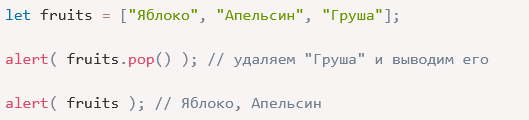 let fruits = ["Яблоко", "Апельсин", "Груша"];
alert( fruits.pop() ); // удаляем "Груша" и выводим его
alert( fruits ); // Яблоко, Апельсин